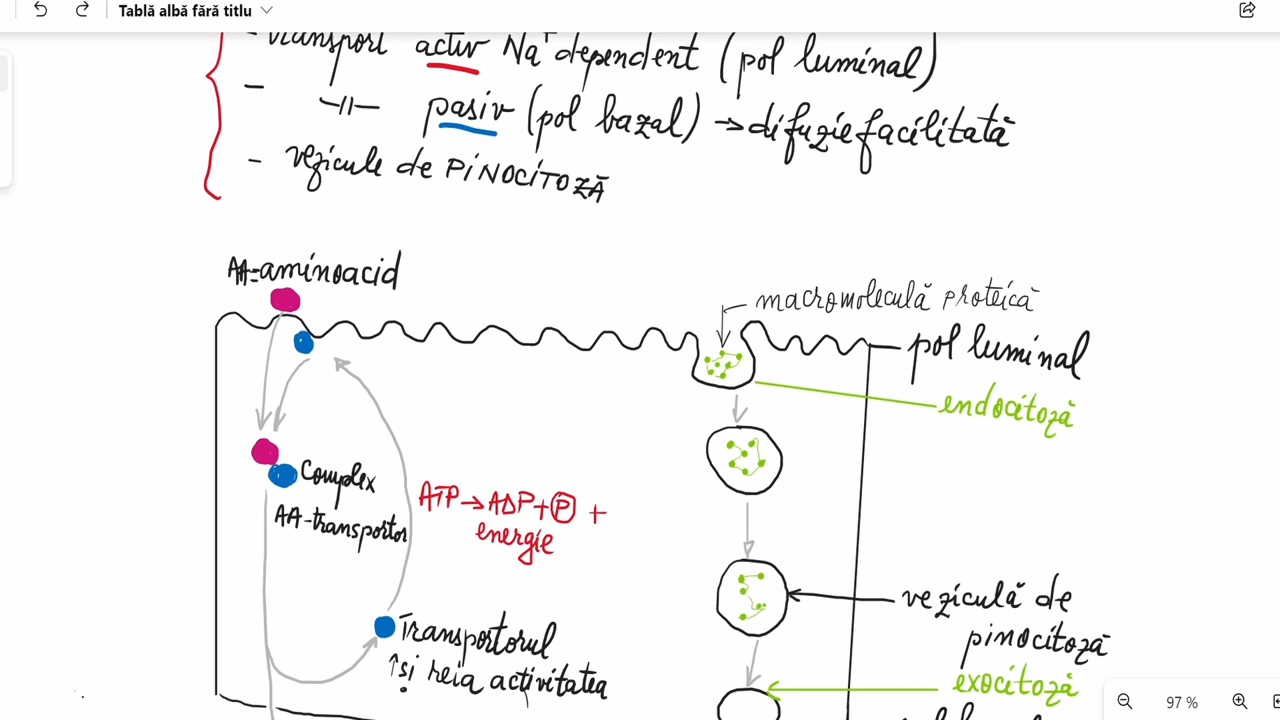 Tablă albă fără titlu
- transport activ Na+ dependent (pol luminal)
- —||— pasiv (pol bazal) → difuzie facilitată
- vezicule de PINOCITOZĂ
AA=aminoacid
macromoleculă proteică
pol luminal
endocitoză
Complex
AA-transportor
ATP→ADP+P+
energie
Transportorul
își reia activitatea
veziculă de
pinocitoză
exocitoză
97 %